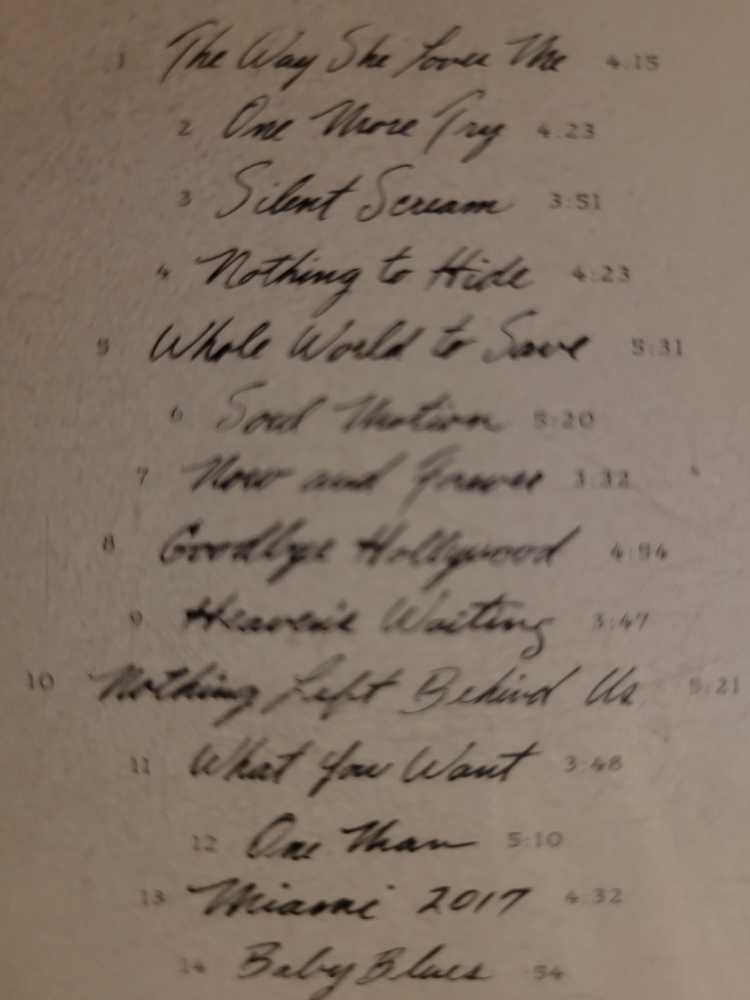 1 The Way She Loves Me 4:15
2 One More Try 4:23
3 Silent Scream 3:51
4 Nothing to Hide 4:23
5 Whole World to Save 5:31
6 Soul Motion 5:20
7 Now and Forever 3:32
8 Goodbye Hollywood 4:54
9 Heaven's Waiting 3:47
10 Nothing Left Behind Us 5:21
11 What You Want 3:48
12 One Man 5:10
13 Miami 2017 4:32
14 Baby Blues :54